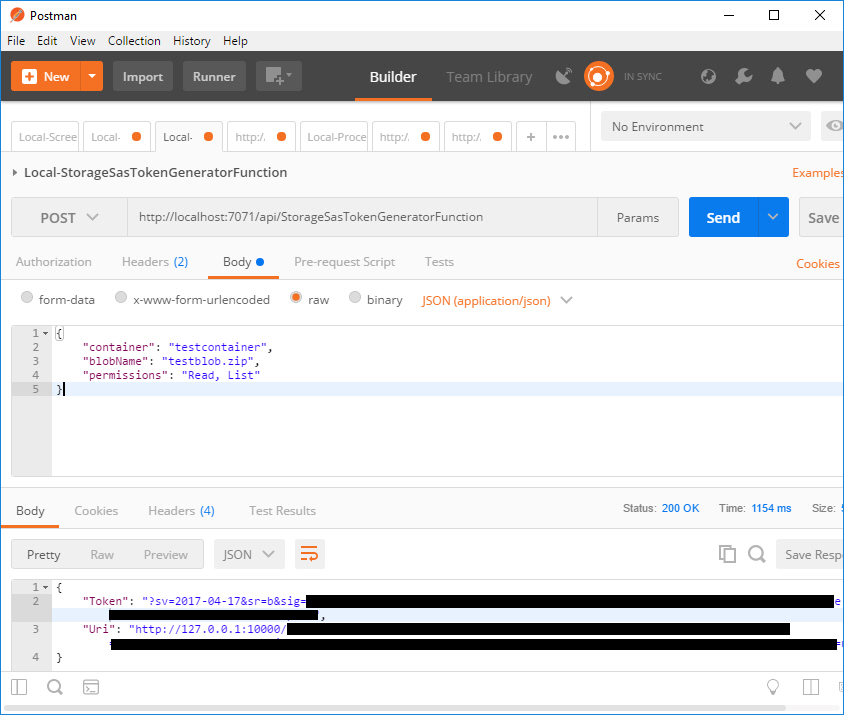 Postman
File Edit View Collection History Help
New Import Runner Builder Team Library IN SYNC
Local-Scree Local- Local- http:/. Local-Proce http:/. http:/. + ••• No Environment
Local-StorageSasTokenGeneratorFunction Examples
POST http://localhost:7071/api/StorageSasTokenGeneratorFunction Params Send Save
Authorization Headers (2) Body Pre-request Script Tests Cookies
form-data x-www-form-urlencoded raw binary JSON (application/json)
1 {
2 "container": "testcontainer",
3 "blobName": "testblob.zip",
4 "permissions": "Read, List"
5 }
Body Cookies Headers (4) Test Results Status: 200 OK Time: 1154 ms Size:
Pretty Raw Preview JSON Save Resp
1 {
2 "Token": "?sv=2017-04-17&sr=b&sig= e
",
3 "Uri": "http://127.0.0.1:10000/
4 }